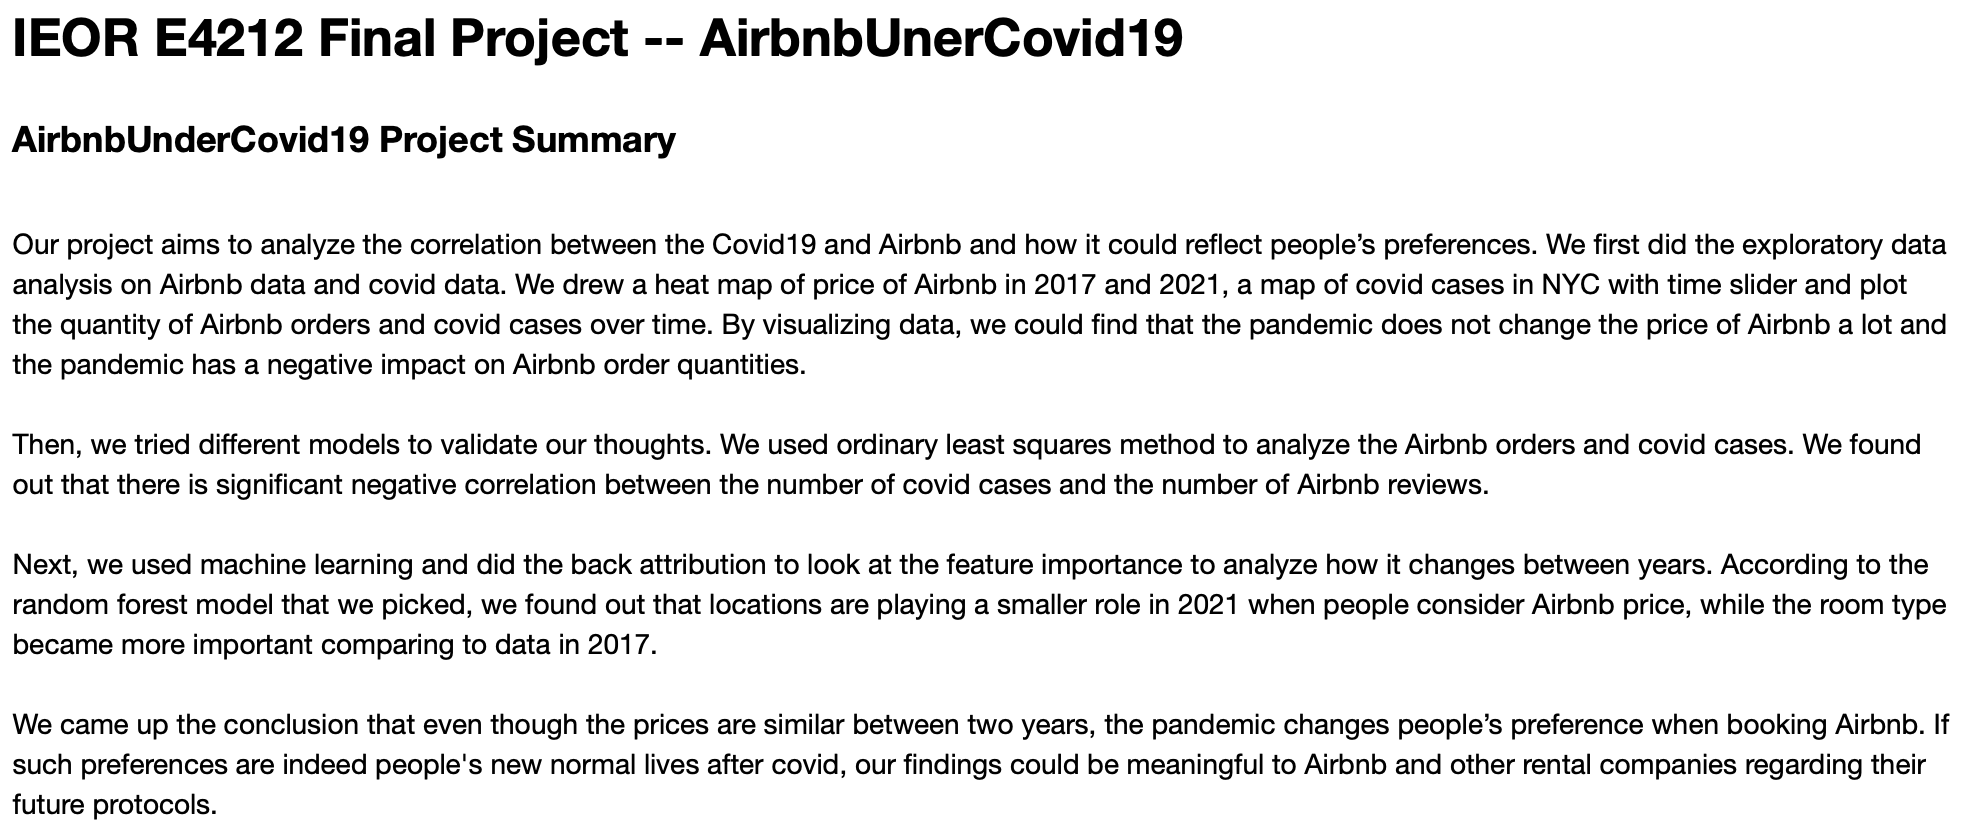 IEOR E4212 Final Project -- AirbnbUnerCovid19
AirbnbUnderCovid19 Project Summary
Our project aims to analyze the correlation between the Covid19 and Airbnb and how it could reflect people’s preferences. We first did the exploratory data
analysis on Airbnb data and covid data. We drew a heat map of price of Airbnb in 2017 and 2021, a map of covid cases in NYC with time slider and plot
the quantity of Airbnb orders and covid cases over time. By visualizing data, we could find that the pandemic does not change the price of Airbnb a lot and
the pandemic has a negative impact on Airbnb order quantities.
Then, we tried different models to validate our thoughts. We used ordinary least squares method to analyze the Airbnb orders and covid cases. We found
out that there is significant negative correlation between the number of covid cases and the number of Airbnb reviews.
Next, we used machine learning and did the back attribution to look at the feature importance to analyze how it changes between years. According to the
random forest model that we picked, we found out that locations are playing a smaller role in 2021 when people consider Airbnb price, while the room type
became more important comparing to data in 2017.
We came up the conclusion that even though the prices are similar between two years, the pandemic changes people’s preference when booking Airbnb. If
such preferences are indeed people's new normal lives after covid, our findings could be meaningful to Airbnb and other rental companies regarding their
future protocols.